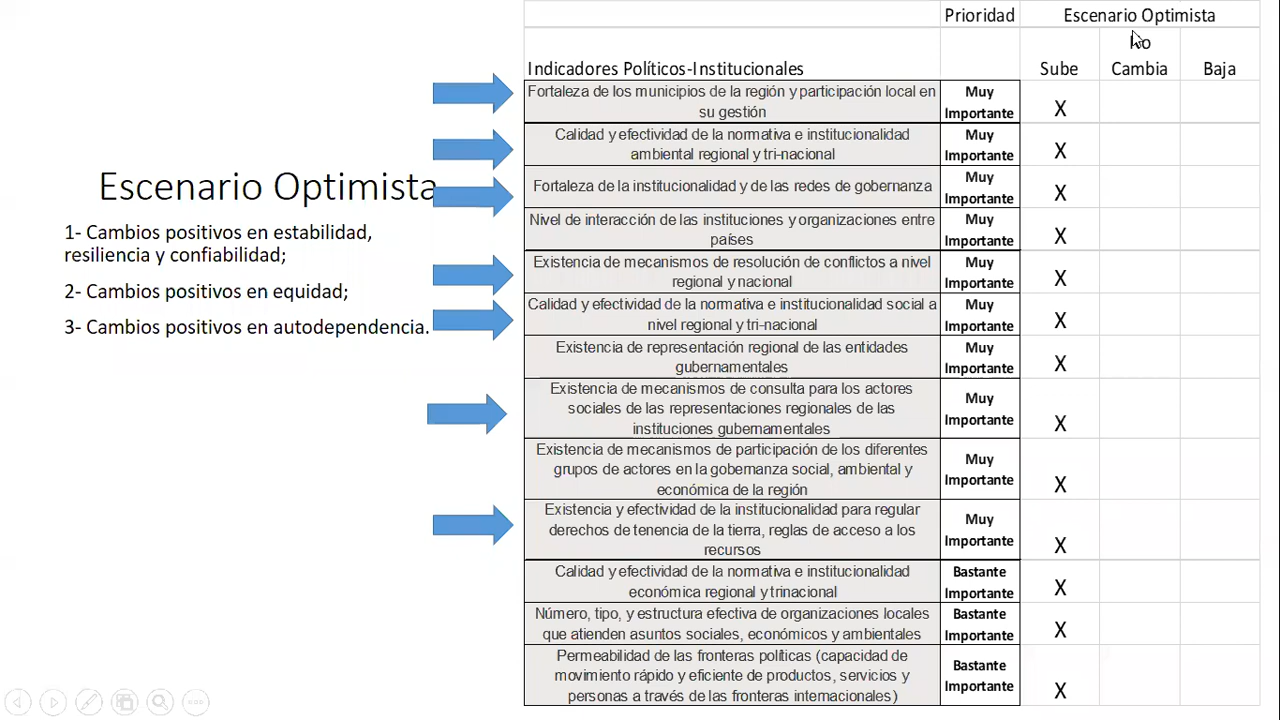 Escenario Optimista
1- Cambios positivos en estabilidad,
resiliencia y confiabilidad;
2- Cambios positivos en equidad;
3- Cambios positivos en autodependencia.
Prioridad
Escenario Optimista
Indicadores Políticos-Institucionales
Sube
No
Cambia
Baja
Fortaleza de los municipios de la región y participación local en
su gestión
Muy
Importante
X
Calidad y efectividad de la normativa e institucionalidad
ambiental regional y tri-nacional
Muy
Importante
X
Fortaleza de la institucionalidad y de las redes de gobernanza
Muy
Importante
X
Nivel de interacción de las instituciones y organizaciones entre
países
Muy
Importante
X
Existencia de mecanismos de resolución de conflictos a nivel
regional y nacional
Muy
Importante
X
Calidad y efectividad de la normativa e institucionalidad social a
nivel regional y tri-nacional
Muy
Importante
X
Existencia de representación regional de las entidades
gubernamentales
Muy
Importante
X
Existencia de mecanismos de consulta para los actores
sociales de las representaciones regionales de las
instituciones gubernamentales
Muy
Importante
X
Existencia de mecanismos de participación de los diferentes
grupos de actores en la gobernanza social, ambiental y
económica de la región
Muy
Importante
X
Existencia y efectividad de la institucionalidad para regular
derechos de tenencia de la tierra, reglas de acceso a los
recursos
Muy
Importante
X
Calidad y efectividad de la normativa e institucionalidad
económica regional y trinacional
Bastante
Importante
X
Número, tipo, y estructura efectiva de organizaciones locales
que atienden asuntos sociales, económicos y ambientales
Bastante
Importante
X
Permeabilidad de las fronteras políticas (capacidad de
movimiento rápido y eficiente de productos, servicios y
personas a través de las fronteras internacionales)
Bastante
Importante
X